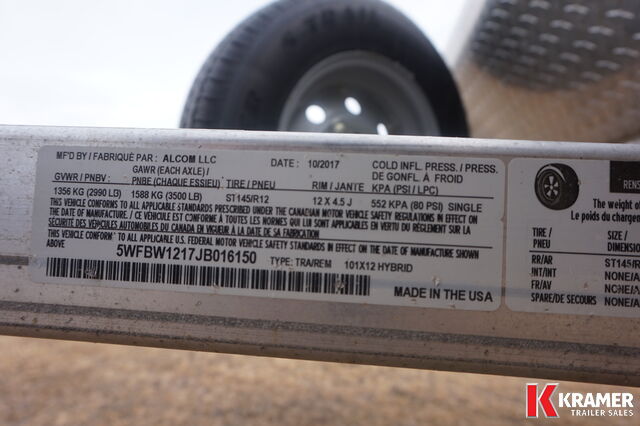 MF'D BY / FABRIQUÉ PAR : ALCOM LLC
DATE : 10/2017
COLD INFL. PRESS. / PRESS.
GAWR (EACH AXLE) /
DE GONFL. À FROID
GVWR / PNBV : PNBE (CHAQUE ESSIEU) TIRE / PNEU RIM / JANTE KPA (PSI / LPC)
1356 KG (2990 LB) 1588 KG (3500 LB) ST145/R12 12 X 4.5 J 552 KPA (80 PSI) SINGLE
THIS VEHICLE CONFORMS TO ALL APPLICABLE STANDARDS PRESCRIBED UNDER THE CANADIAN MOTOR VEHICLE SAFETY REGULATIONS IN EFFECT ON
THE DATE OF MANUFACTURE / CE VÉHICULE EST CONFORME À TOUTES LES NORMES QUI LUI SONT APPLICABLES EN VERTU DU RÈGLEMENT SUR LA
SÉCURITÉ DES VÉHICULES AUTOMOBILES DU CANADA EN VIGUEUR À LA DATE DE SA FABRICATION
THIS VEHICLE CONFORMS TO ALL APPLICABLE U.S. FEDERAL MOTOR VEHICLE SAFETY STANDARDS IN EFFECT ON THE DATE OF MANUFACTURE SHOWN
ABOVE
5WFBW1217JB016150 TYPE: TRA/REM 101X12 HYBRID
MADE IN THE USA
RENS
The weight of
TIRE
PNEU
SIZE
DIMENS
RR/AR ST145/R
INT/INT NONE/A
FR/AV NONE/A
SPARE/DE SECOURS NONE/A
K KRAMER
TRAILER SALES